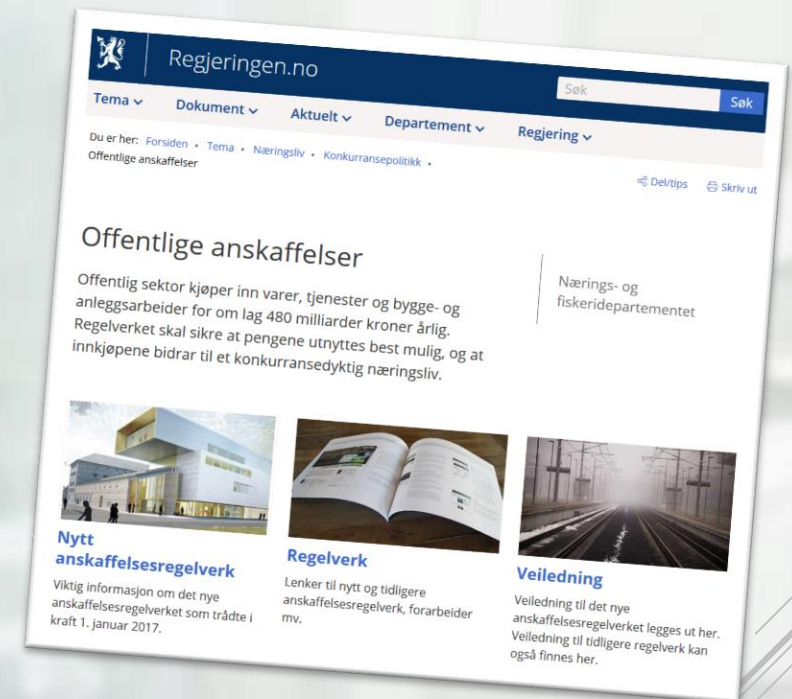 Regjeringen.no
Søk
Søk
Tema
Dokument
Aktuelt
Departement
Regjering
Du er her: Forsiden • Tema • Næringsliv • Konkurransepolitikk •
Offentlige anskaffelser
Del/tips
Skriv ut
Offentlige anskaffelser
Offentlig sektor kjøper inn varer, tjenester og bygge- og
anleggsarbeider for om lag 480 milliarder kroner årlig.
Regelverket skal sikre at pengene utnyttes best mulig, og at
innkjøpene bidrar til et konkurransedyktig næringsliv.
Nærings- og
fiskeridepartementet
Nytt
anskaffelsesregelverk
Viktig informasjon om det nye
anskaffelsesregelverket som trådte i
kraft 1. januar 2017.
Regelverk
Lenker til nytt og tidligere
anskaffelsesregelverk, forarbeider
mv.
Veiledning
Veiledning til det nye
anskaffelsesregelverket legges ut her.
Veiledning til tidligere regelverk kan
også finnes her.